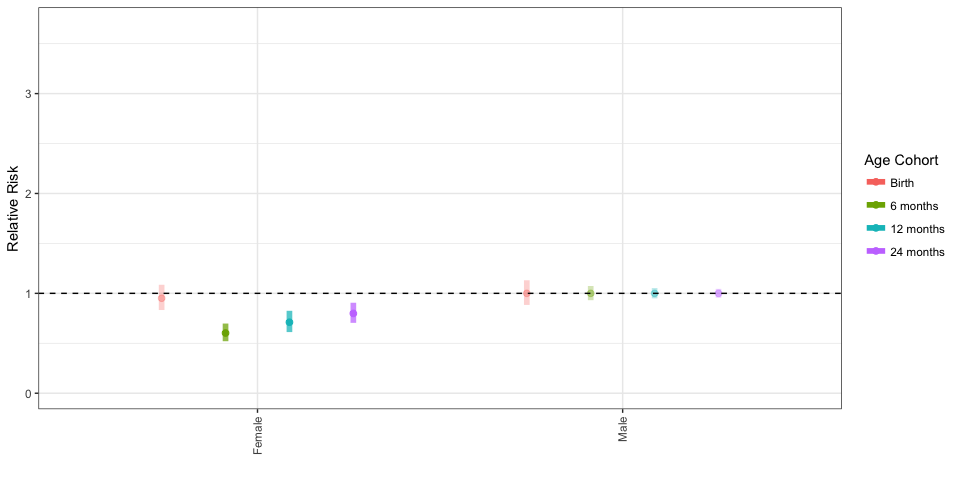 Relative Risk
3
2
1
0
Female
Male
Age Cohort
Birth
6 months
12 months
24 months